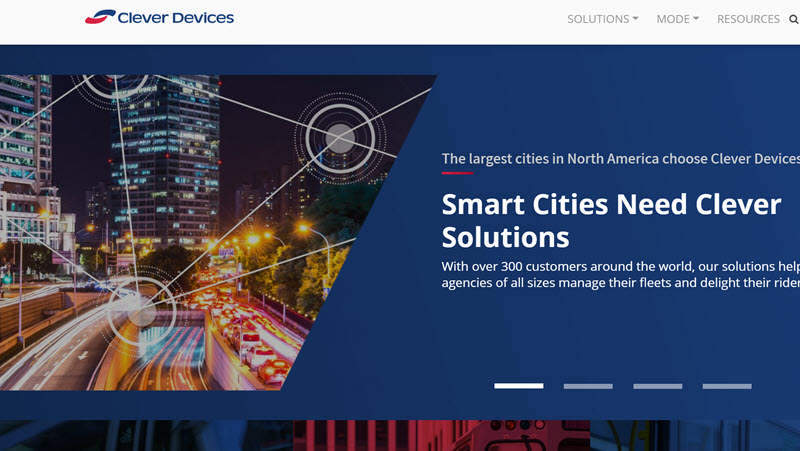 Clever Devices
SOLUTIONS
MODE
RESOURCES
The largest cities in North America choose Clever Devices
Smart Cities Need Clever
Solutions
With over 300 customers around the world, our solutions help
agencies of all sizes manage their fleets and delight their rider